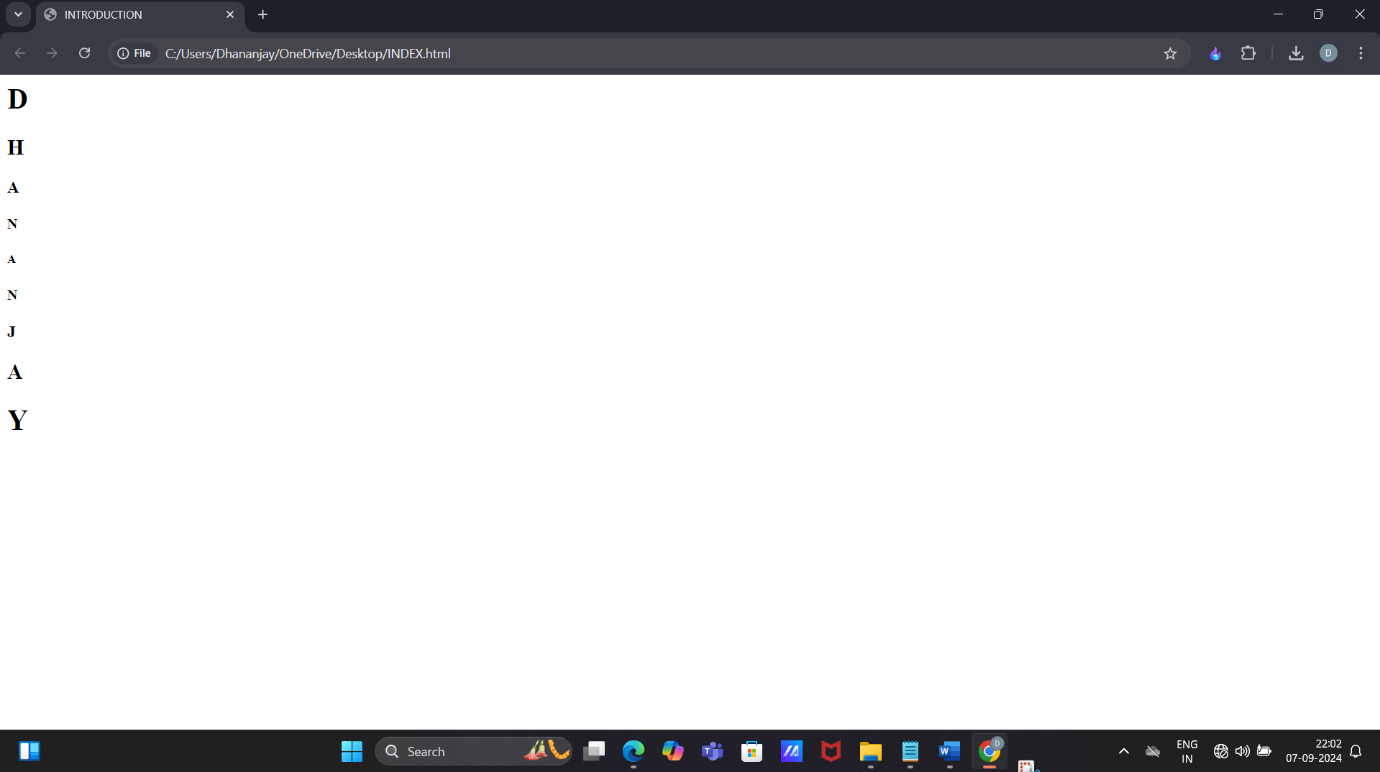 INTRODUCTION
File C:/Users/Dhananjay/OneDrive/Desktop/INDEX.html
D
D
H
A
N
A
N
J
A
Y
Search
ENG
IN
22:02
07-09-2024